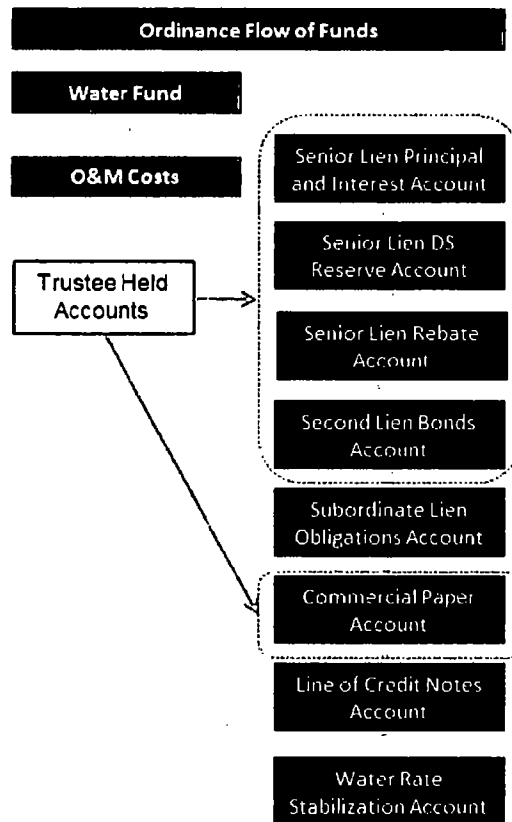 Ordinance Flow of Funds
Water Fund
O&M Costs
Trustee Held
Accounts
Senior Lien Principal
and Interest Account
Senior Lien DS
Reserve Account
Senior Lien Rebate
Account
Second Lien Bonds
Account
Subordinate Lien
Obligations Account
Commercial Paper
Account
Line of Credit Notes
Account
Water Rate
Stabilization Account